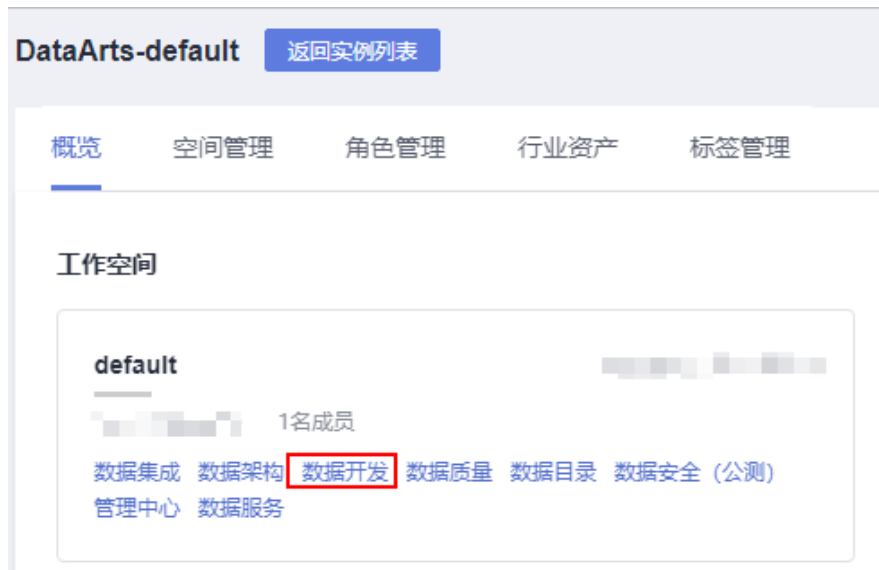 DataArts-default 返回实例列表
概览 空间管理 角色管理 行业资产 标签管理
工作空间
default
1名成员
数据集成 数据架构 数据开发 数据质量 数据目录 数据安全（公测）
管理中心 数据服务